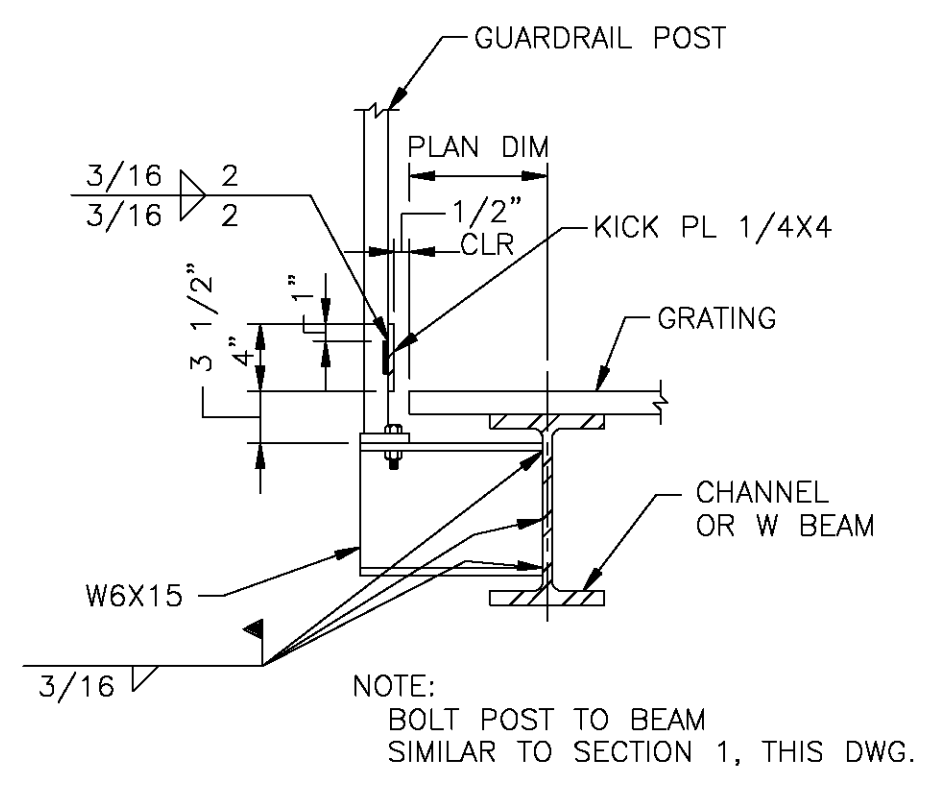 GUARDRAIL POST
PLAN DIM
3/16 2
3/16 2
1/2"
CLR
KICK PL 1/4X4
3 1/2"
4"
1"
GRATING
CHANNEL
OR W BEAM
W6X15
3/16
NOTE:
BOLT POST TO BEAM
SIMILAR TO SECTION 1, THIS DWG.